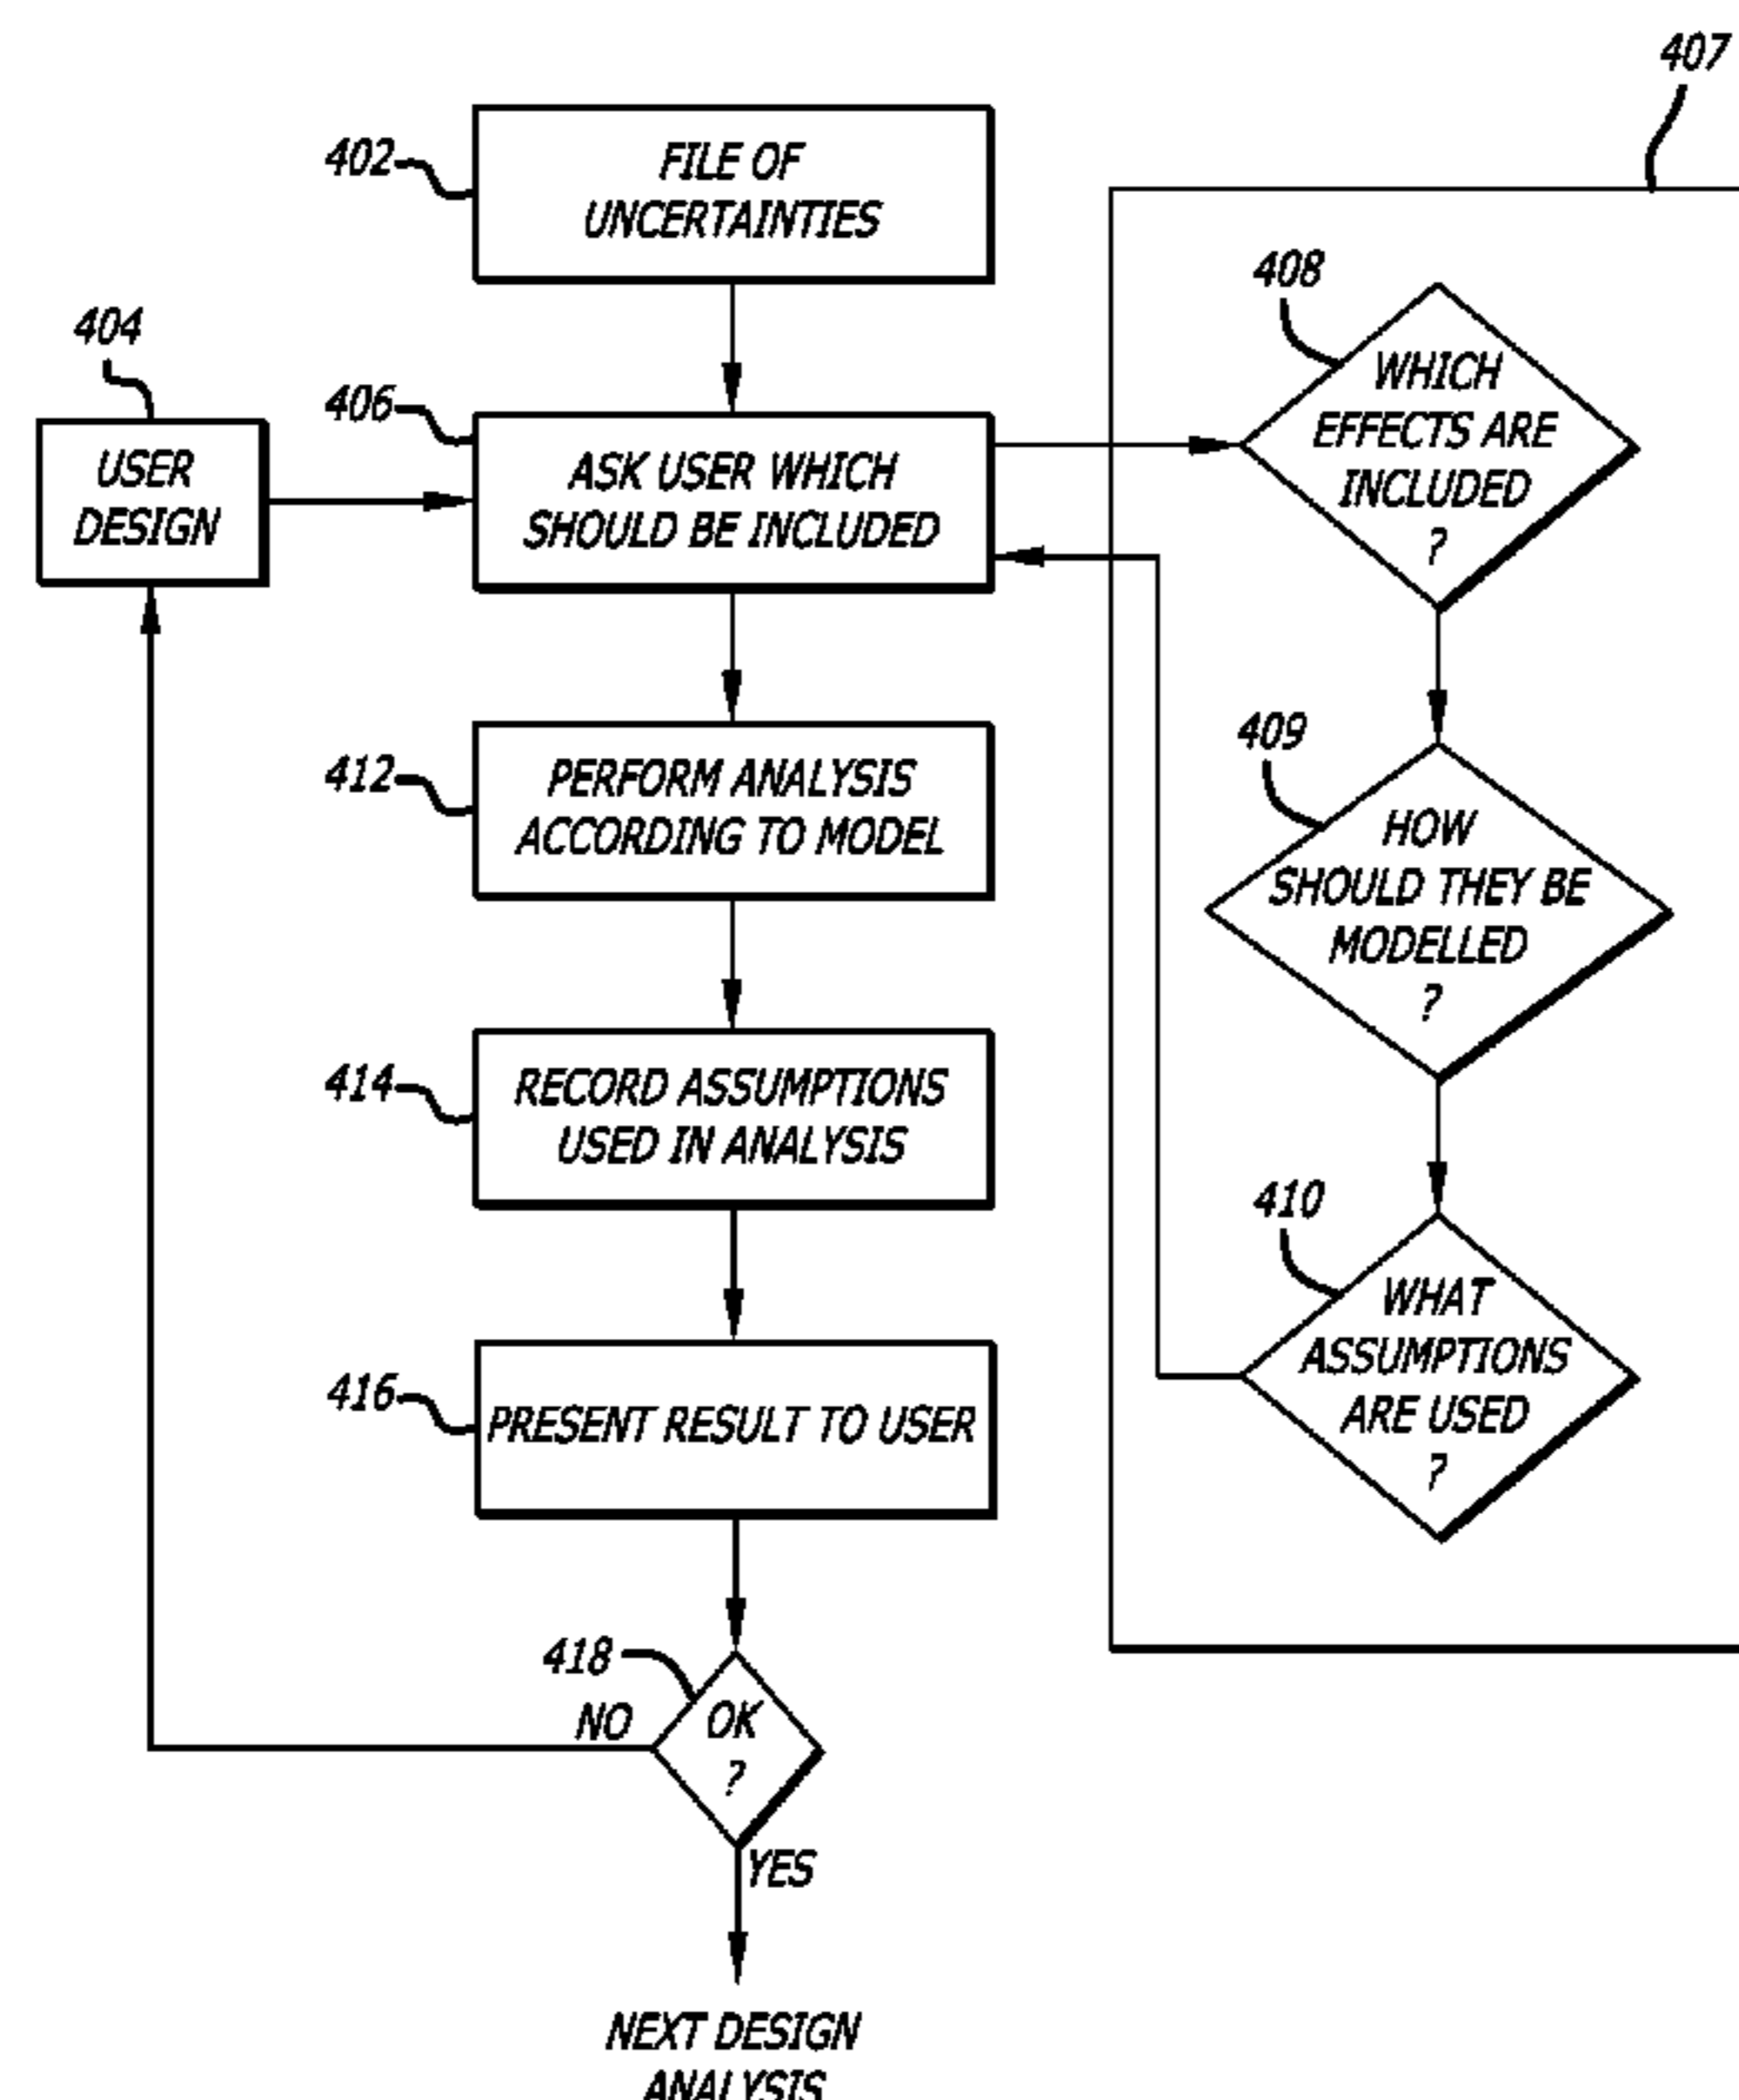 407
402
FILE OF
UNCERTAINTIES
408
WHICH
EFFECTS ARE
INCLUDED
?
404
USER
DESIGN
406
ASK USER WHICH
SHOULD BE INCLUDED
409
HOW
SHOULD THEY BE
MODELLED
?
412
PERFORM ANALYSIS
ACCORDING TO MODEL
414
RECORD ASSUMPTIONS
USED IN ANALYSIS
410
WHAT
ASSUMPTIONS
ARE USED
?
416
PRESENT RESULT TO USER
418
NO
OK
?
YES
NEXT DESIGN
ANALYSIS